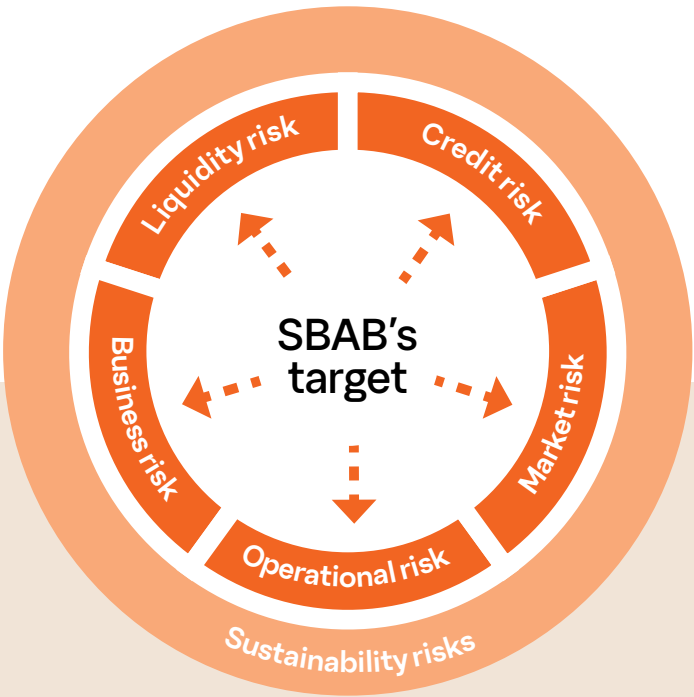 Liquidity risk
Credit risk
SBAB's
target
Business risk
Market risk
Operational risk
Sustainability risks